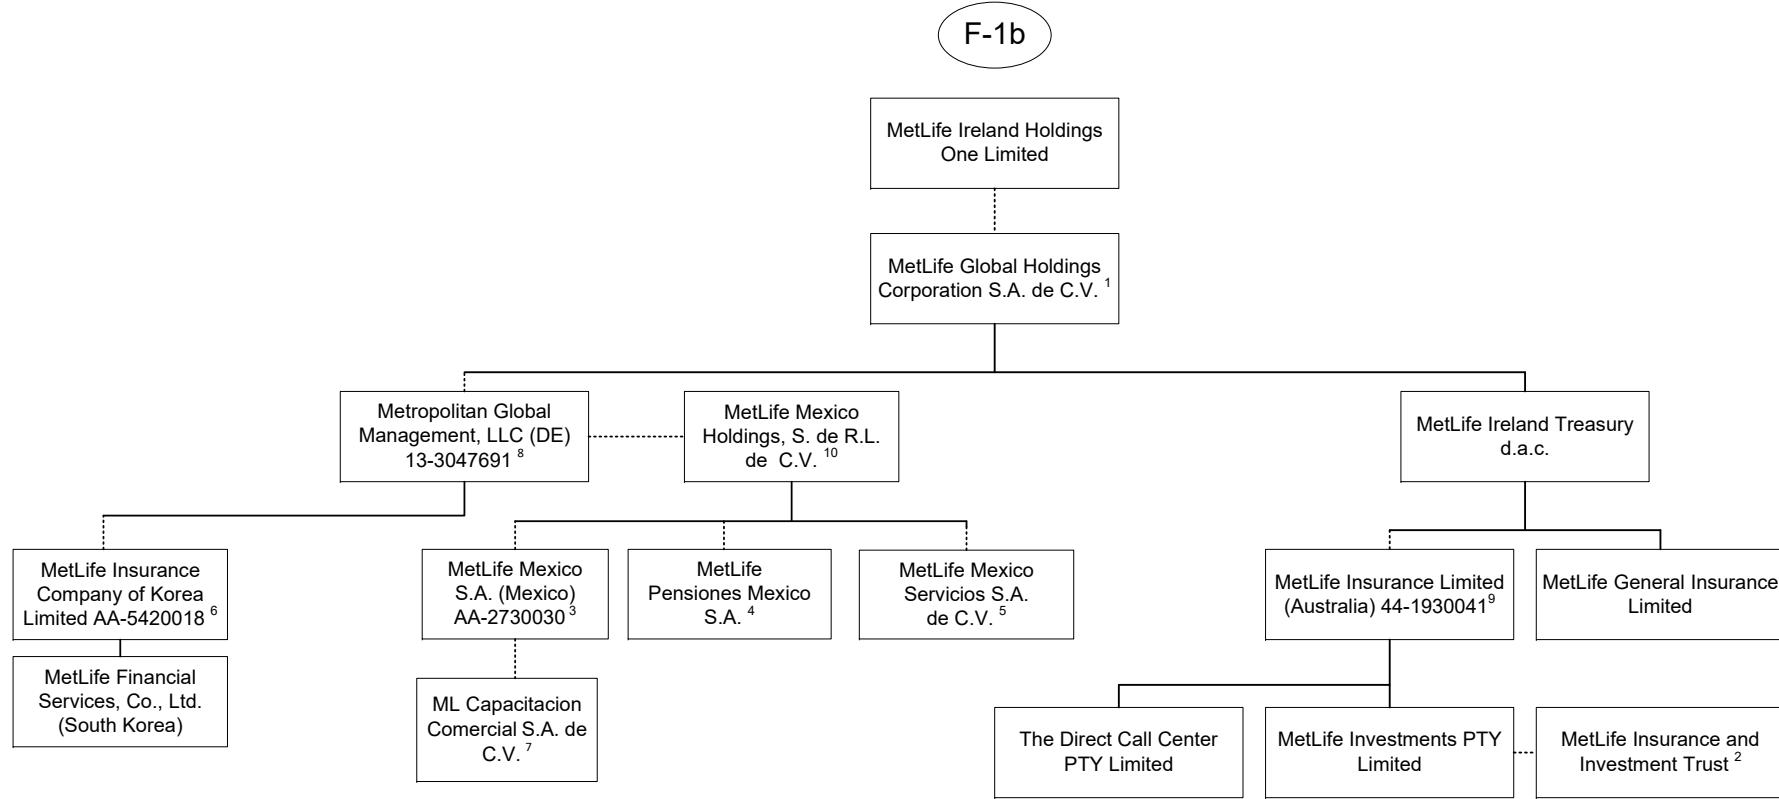 F-1b
MetLife Ireland Holdings
One Limited
MetLife Global Holdings
Corporation S.A. de C.V. 1
Metropolitan Global
Management, LLC (DE)
13-3047691 8
MetLife Mexico
Holdings, S. de R.L.
de C.V. 10
MetLife Ireland Treasury
d.a.c.
MetLife Insurance
Company of Korea
Limited AA-5420018 6
MetLife Mexico
S.A. (Mexico)
AA-2730030 3
MetLife
Pensiones Mexico
S.A. 4
MetLife Mexico
Servicios S.A.
de C.V. 5
MetLife Insurance Limited
(Australia) 44-1930041 9
MetLife General Insurance
Limited
MetLife Financial
Services, Co., Ltd.
(South Korea)
ML Capacitacion
Comercial S.A. de
C.V. 7
The Direct Call Center
PTY Limited
MetLife Investments PTY
Limited
MetLife Insurance and
Investment Trust 2